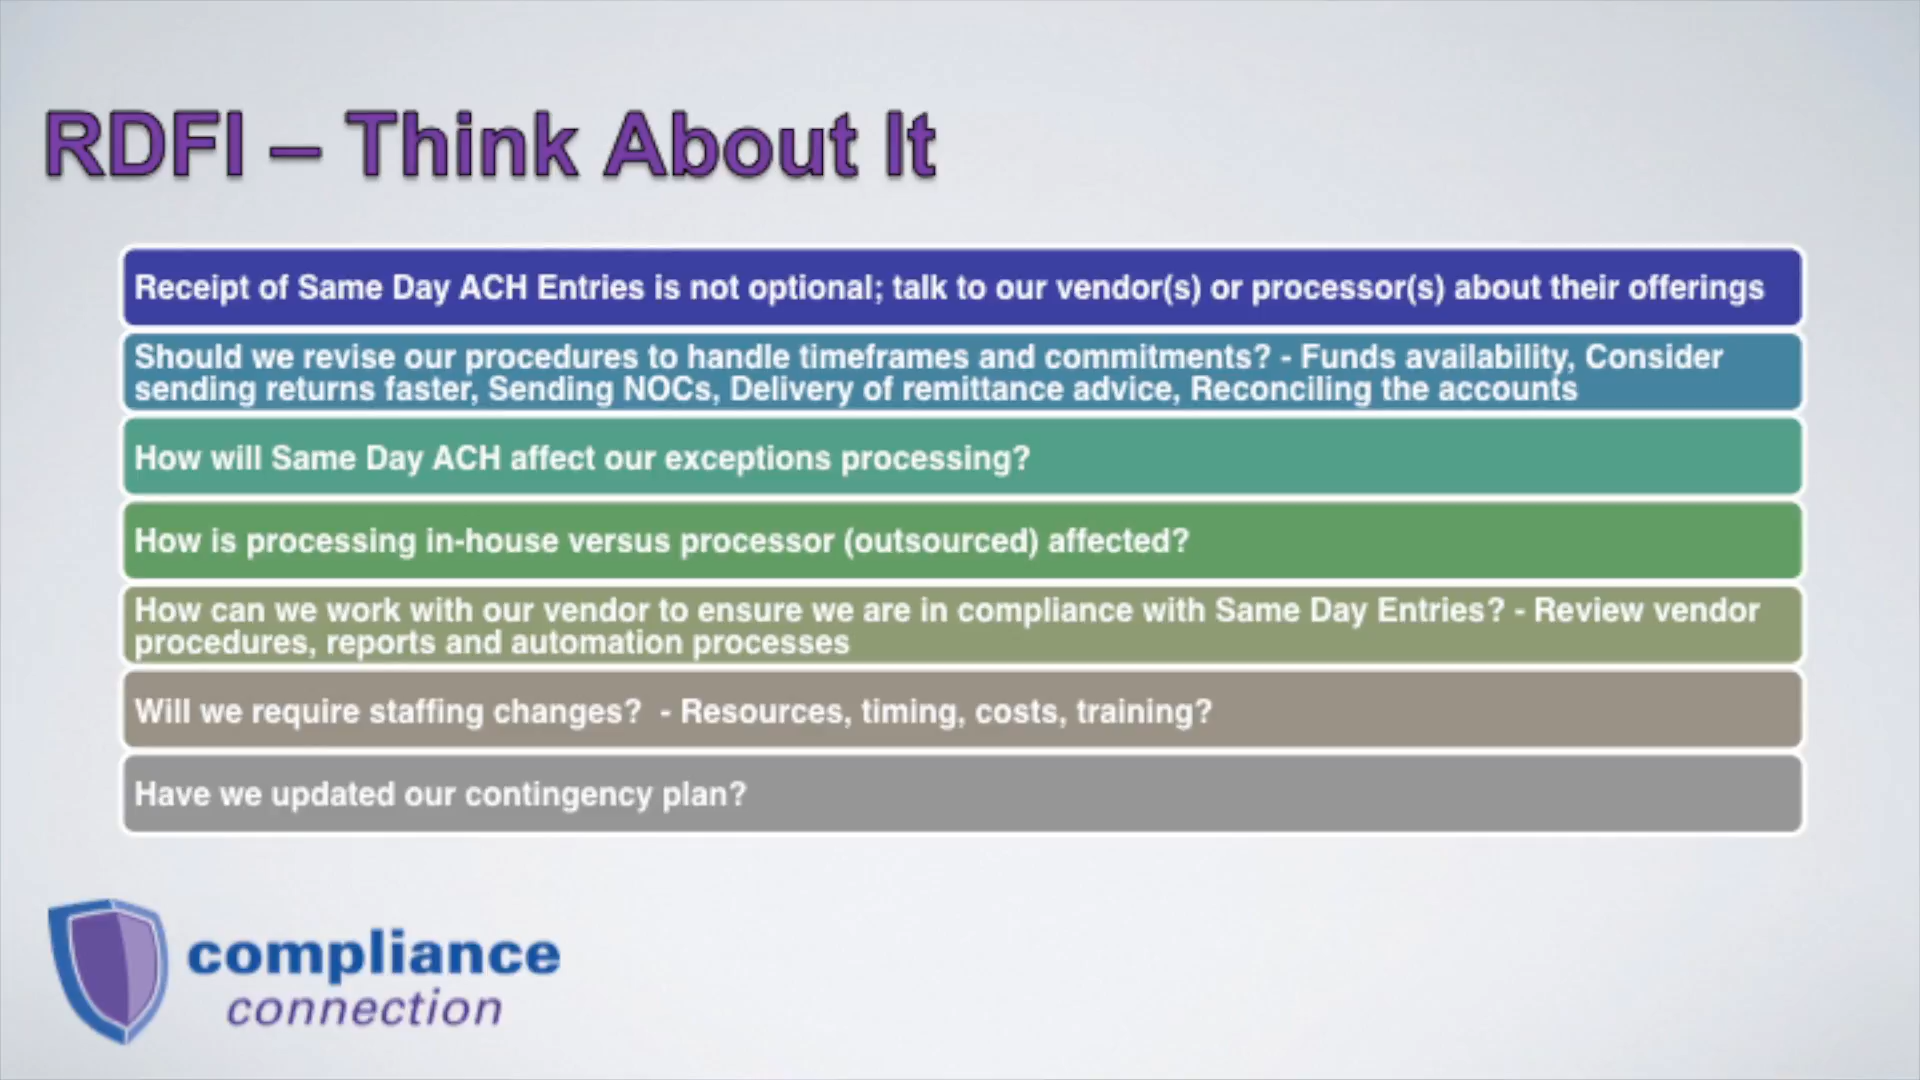 RDFI – Think About It
Receipt of Same Day ACH Entries is not optional; talk to our vendor(s) or processor(s) about their offerings
Should we revise our procedures to handle timeframes and commitments? - Funds availability, Consider
sending returns faster, Sending NOCs, Delivery of remittance advice, Reconciling the accounts
How will Same Day ACH affect our exceptions processing?
How is processing in-house versus processor (outsourced) affected?
How can we work with our vendor to ensure we are in compliance with Same Day Entries? - Review vendor
procedures, reports and automation processes
Will we require staffing changes?  - Resources, timing, costs, training?
Have we updated our contingency plan?
compliance
connection